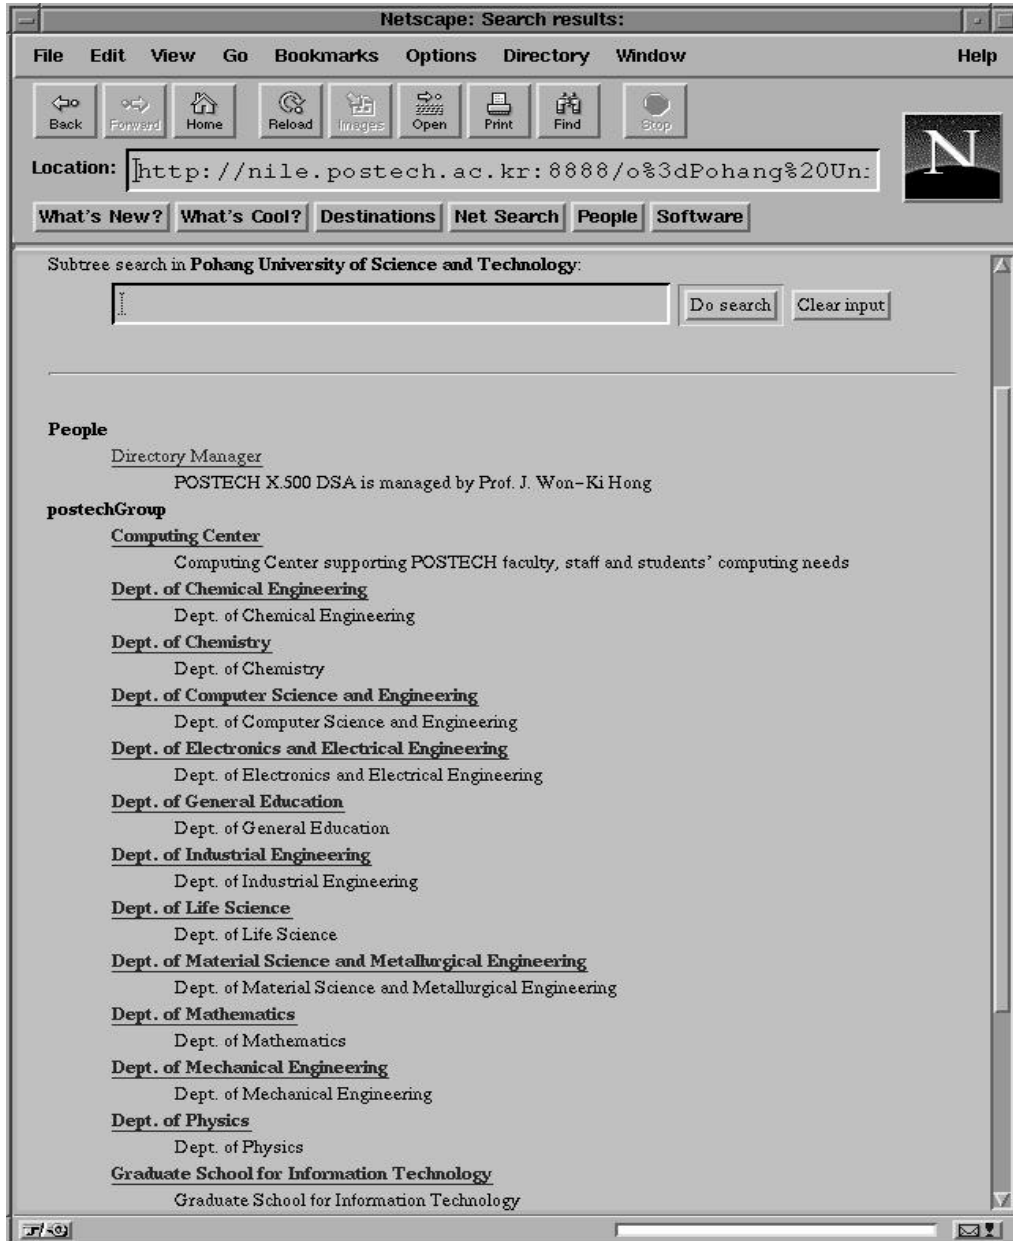 Netscape: Search results:
File Edit View Go Bookmarks Options Directory Window Help
Back Forward Home Reload Images Open Print Find Stop
Location: http://nile.postech.ac.kr:8888/o%3dPohang%20Uni
N
What's New? What's Cool? Destinations Net Search People Software
Subtree search in Pohang University of Science and Technology:
Do search Clear input
People
Directory Manager
POSTECH X.500 DSA is managed by Prof. J. Won-Ki Hong
postechGroup
Computing Center
Computing Center supporting POSTECH faculty, staff and students' computing needs
Dept. of Chemical Engineering
Dept. of Chemical Engineering
Dept. of Chemistry
Dept. of Chemistry
Dept. of Computer Science and Engineering
Dept. of Computer Science and Engineering
Dept. of Electronics and Electrical Engineering
Dept. of Electronics and Electrical Engineering
Dept. of General Education
Dept. of General Education
Dept. of Industrial Engineering
Dept. of Industrial Engineering
Dept. of Life Science
Dept. of Life Science
Dept. of Material Science and Metallurgical Engineering
Dept. of Material Science and Metallurgical Engineering
Dept. of Mathematics
Dept. of Mathematics
Dept. of Mechanical Engineering
Dept. of Mechanical Engineering
Dept. of Physics
Dept. of Physics
Graduate School for Information Technology
Graduate School for Information Technology